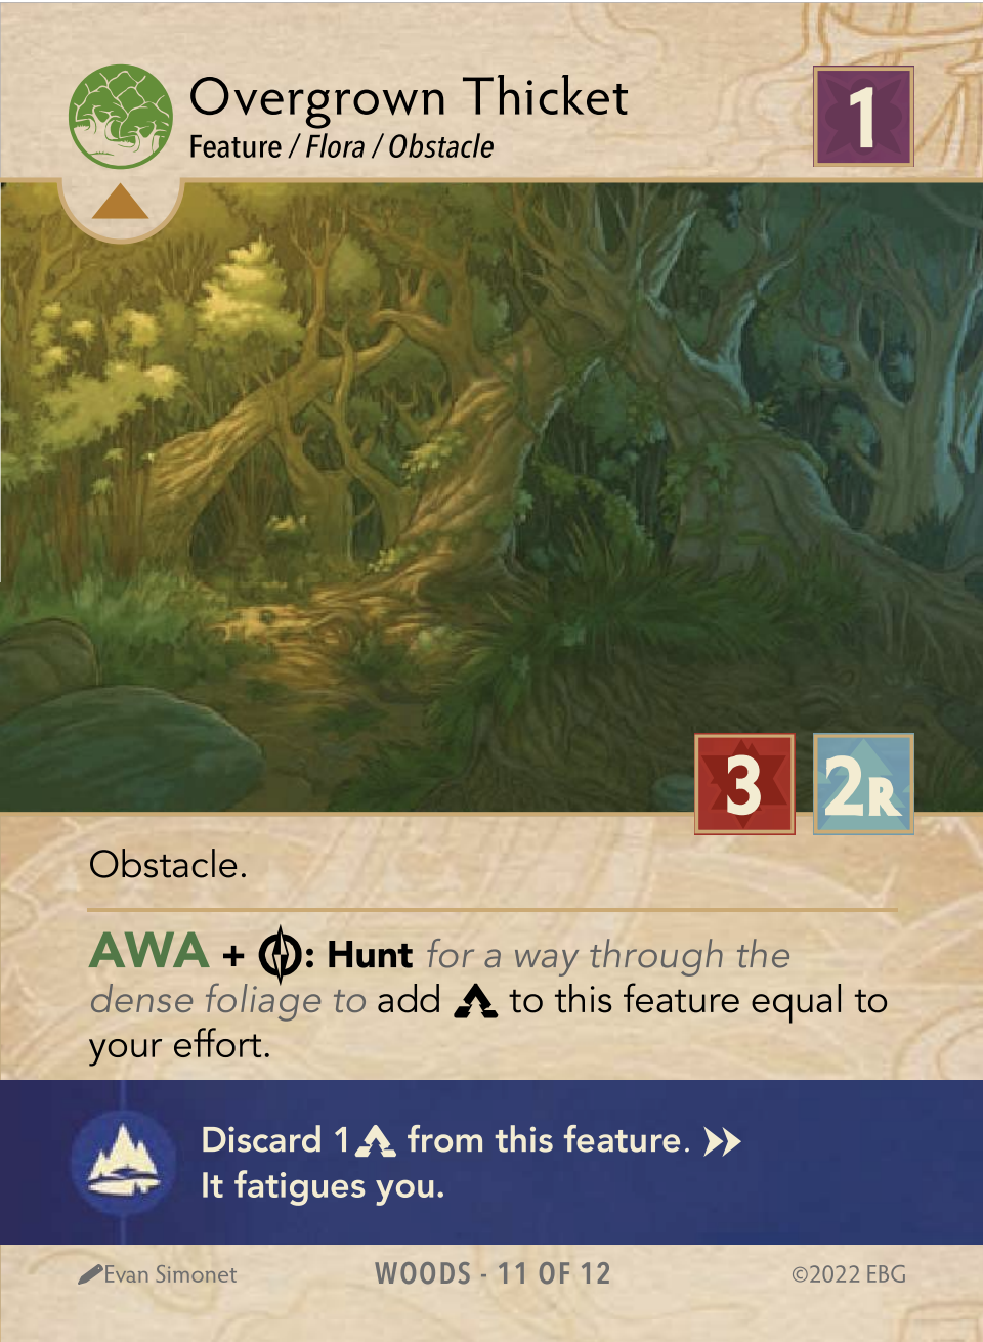 Overgrown Thicket
Feature / Flora / Obstacle
1
3
2R
Obstacle.
AWA + : Hunt for a way through the
dense foliage to add to this feature equal to
your effort.
Discard 1 from this feature.
It fatigues you.
Evan Simonet
WOODS - 11 OF 12
©2022 EBG